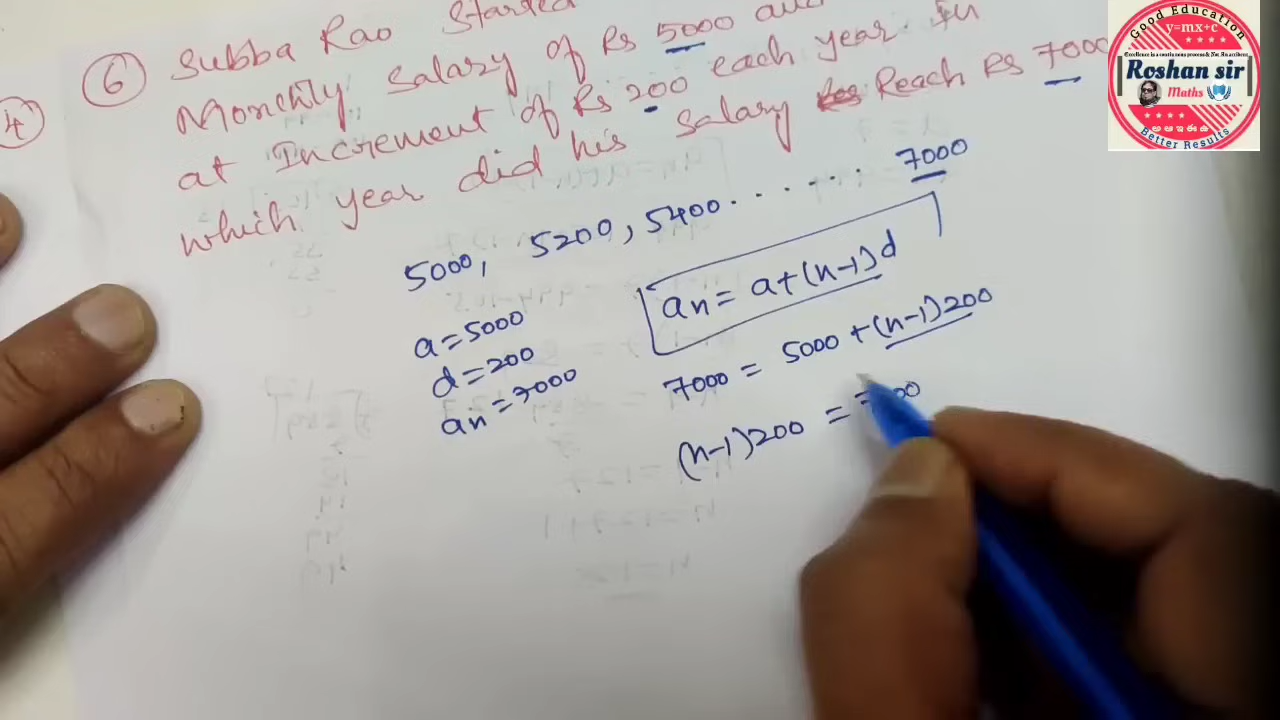 4
6 Subba Rao Started
Monthly Salary of Rs 5000 and
at Increment of Rs 200 each year. In
which year did his salary Reach Rs 7000
5000, 5200, 5400....... 7000
an = a+(n-1)d
a=5000
d=200
an=7000
7000 = 5000 +(n-1)200
(n-1)200 =
Good Education
y=mx+c
Roshan sir
Maths
Better Results